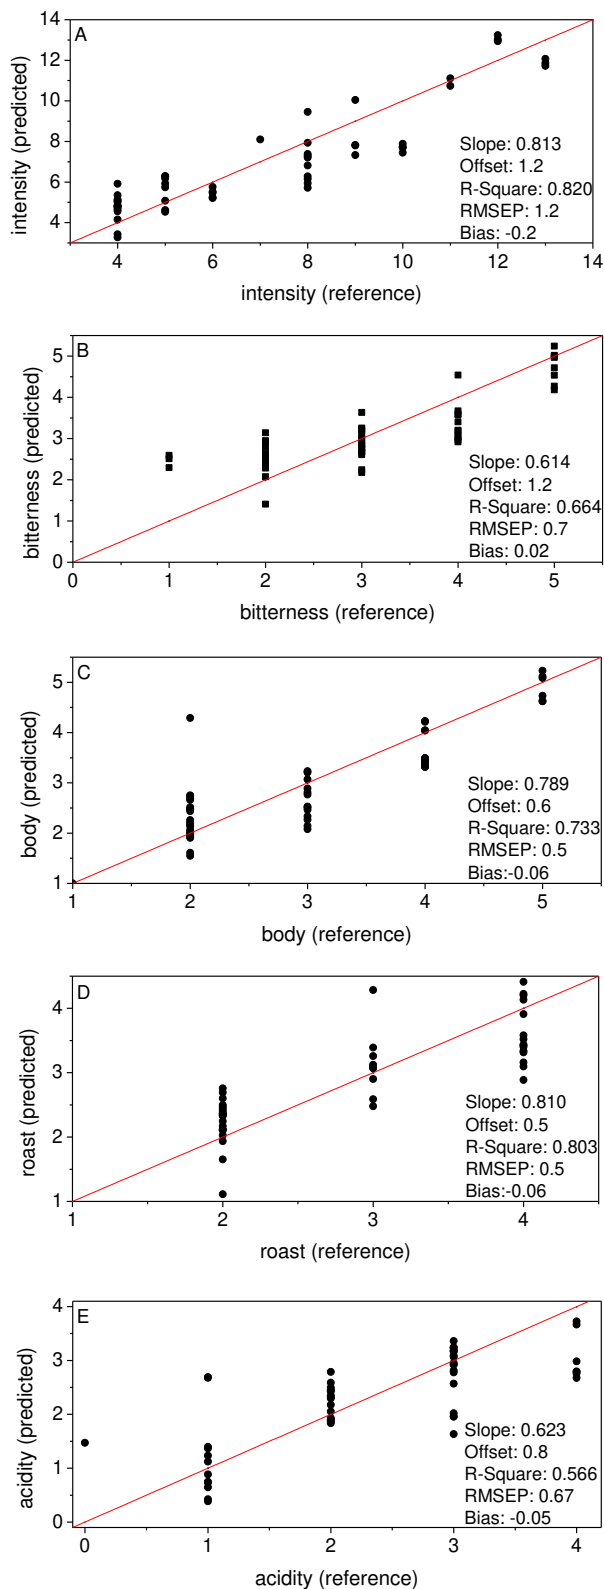 14
A
12
10
8
6
4
intensity (predicted)
Slope: 0.813
Offset: 1.2
R-Square: 0.820
RMSEP: 1.2
Bias: -0.2
4 6 8 10 12 14
intensity (reference)
B
5
4
3
2
1
0
bitterness (predicted)
Slope: 0.614
Offset: 1.2
R-Square: 0.664
RMSEP: 0.7
Bias: 0.02
0 1 2 3 4 5
bitterness (reference)
C
5
4
3
2
1
body (predicted)
Slope: 0.789
Offset: 0.6
R-Square: 0.733
RMSEP: 0.5
Bias:-0.06
1 2 3 4 5
body (reference)
D
4
3
2
1
roast (predicted)
Slope: 0.810
Offset: 0.5
R-Square: 0.803
RMSEP: 0.5
Bias:-0.06
1 2 3 4
roast (reference)
E
4
3
2
1
0
acidity (predicted)
Slope: 0.623
Offset: 0.8
R-Square: 0.566
RMSEP: 0.67
Bias: -0.05
0 1 2 3 4
acidity (reference)